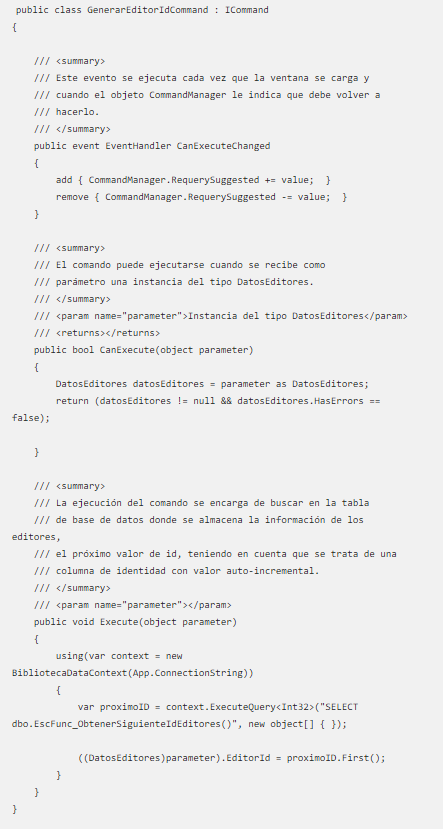 public class GenerarEditorIdCommand : ICommand
{
/// <summary>
/// Este evento se ejecuta cada vez que la ventana se carga y
/// cuando el objeto CommandManager le indica que debe volver a
/// hacerlo.
/// </summary>
public event EventHandler CanExecuteChanged
{
add { CommandManager.RequerySuggested += value;  }
remove { CommandManager.RequerySuggested -= value;  }
}
/// <summary>
/// El comando puede ejecutarse cuando se recibe como
/// parámetro una instancia del tipo DatosEditores.
/// </summary>
/// <param name="parameter">Instancia del tipo DatosEditores</param>
/// <returns></returns>
public bool CanExecute(object parameter)
{
DatosEditores datosEditores = parameter as DatosEditores;
return (datosEditores != null && datosEditores.HasErrors ==
false);
}
/// <summary>
/// La ejecución del comando se encarga de buscar en la tabla
/// de base de datos donde se almacena la información de los
editores,
/// el próximo valor de id, teniendo en cuenta que se trata de una
/// columna de identidad con valor auto-incremental.
/// </summary>
/// <param name="parameter"></param>
public void Execute(object parameter)
{
using(var context = new
BibliotecaDataContext(App.ConnectionString))
{
var proximoID = context.ExecuteQuery<Int32>("SELECT
dbo.EscFunc_ObtenerSiguienteIdEditores()", new object[] { });
((DatosEditores)parameter).EditorId = proximoID.First();
}
}
}